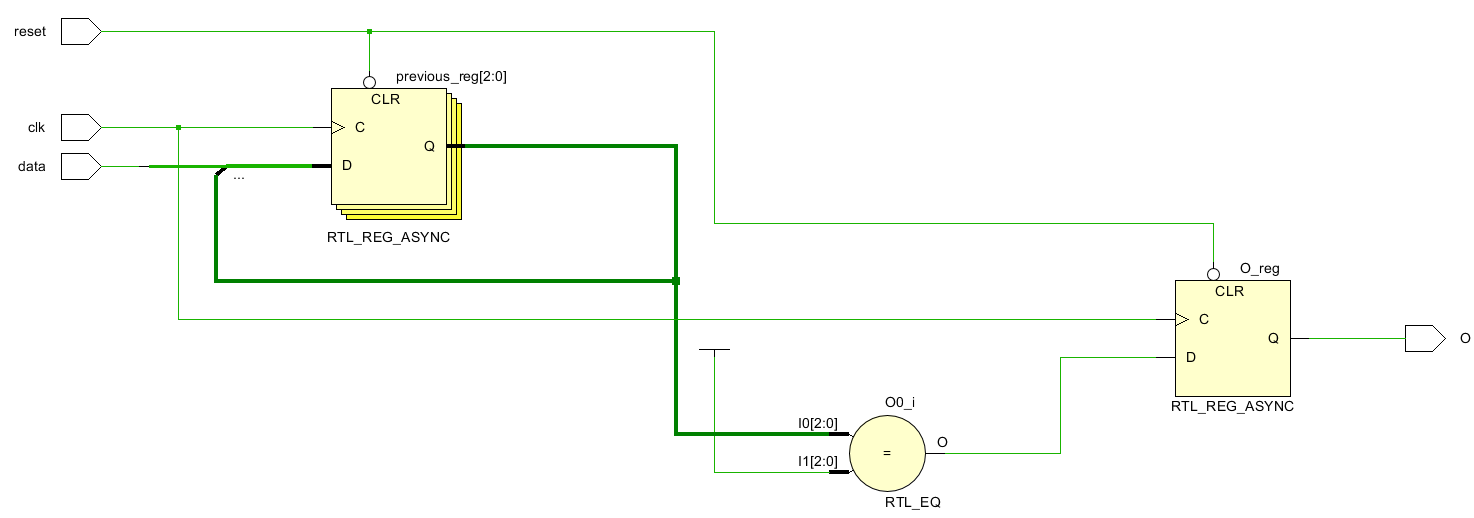 reset
previous_reg[2:0]
CLR
clk
C
Q
data
D
...
RTL_REG_ASYNC
O_reg
CLR
C
Q
O
D
O0_i
RTL_REG_ASYNC
I0[2:0]
O
=
I1[2:0]
RTL_EQ